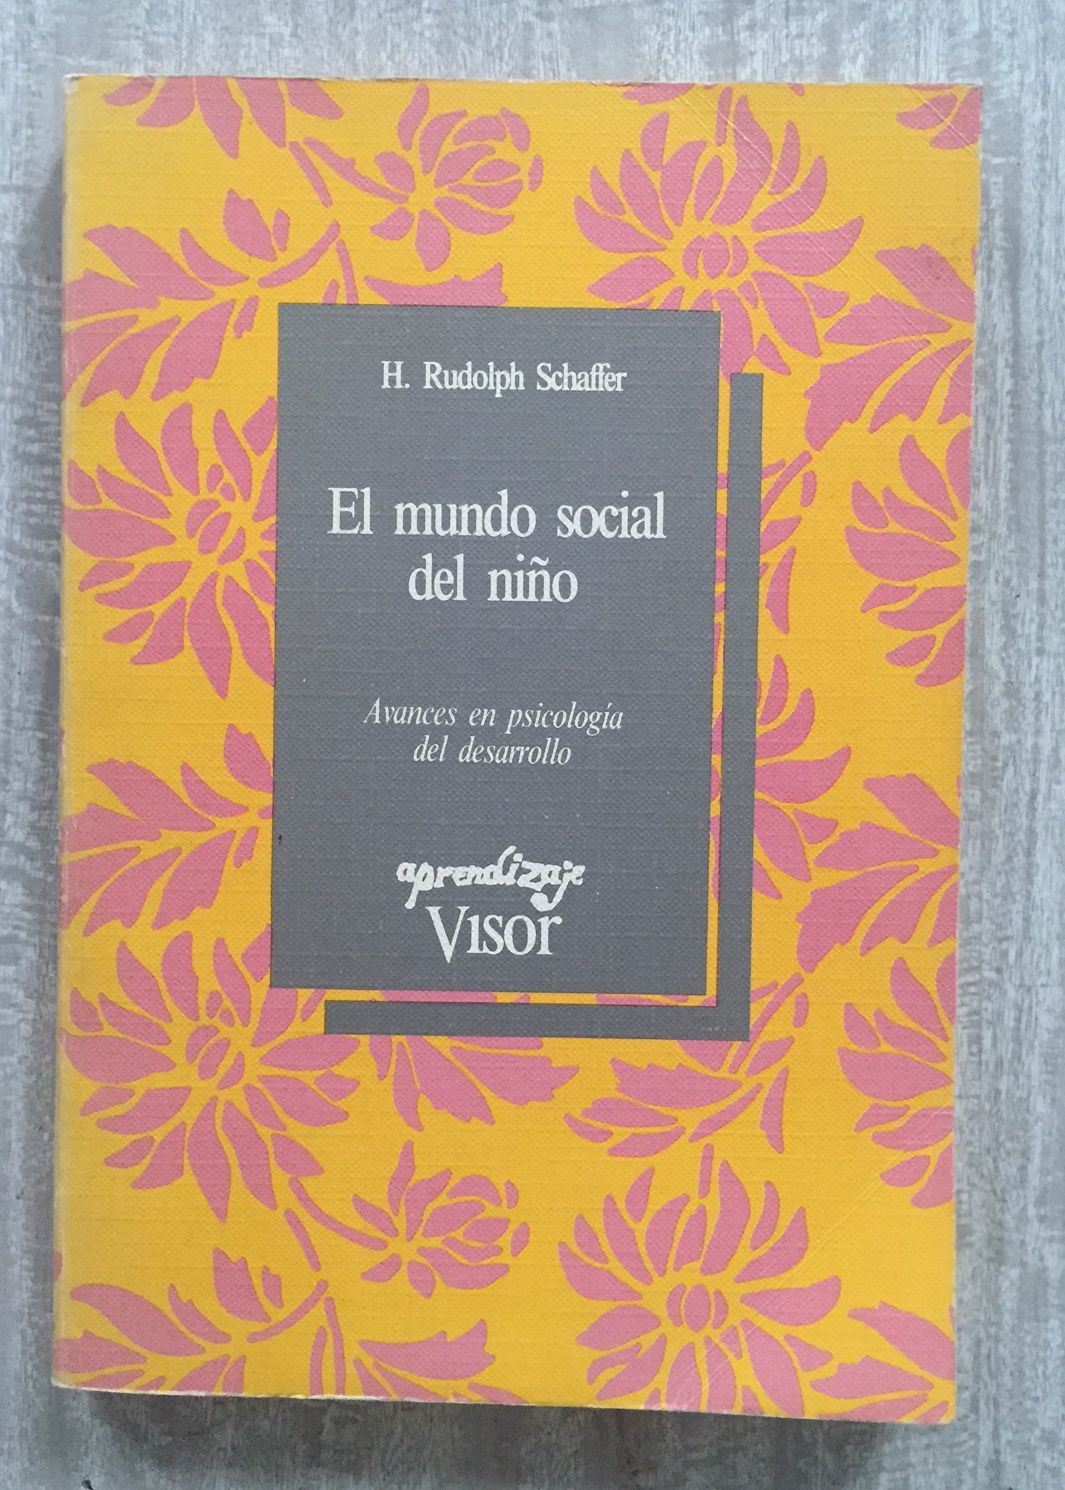 H. Rudolph Schaffer
El mundo social
del niño
Avances en psicología
del desarrollo
aprendizaje
Visor